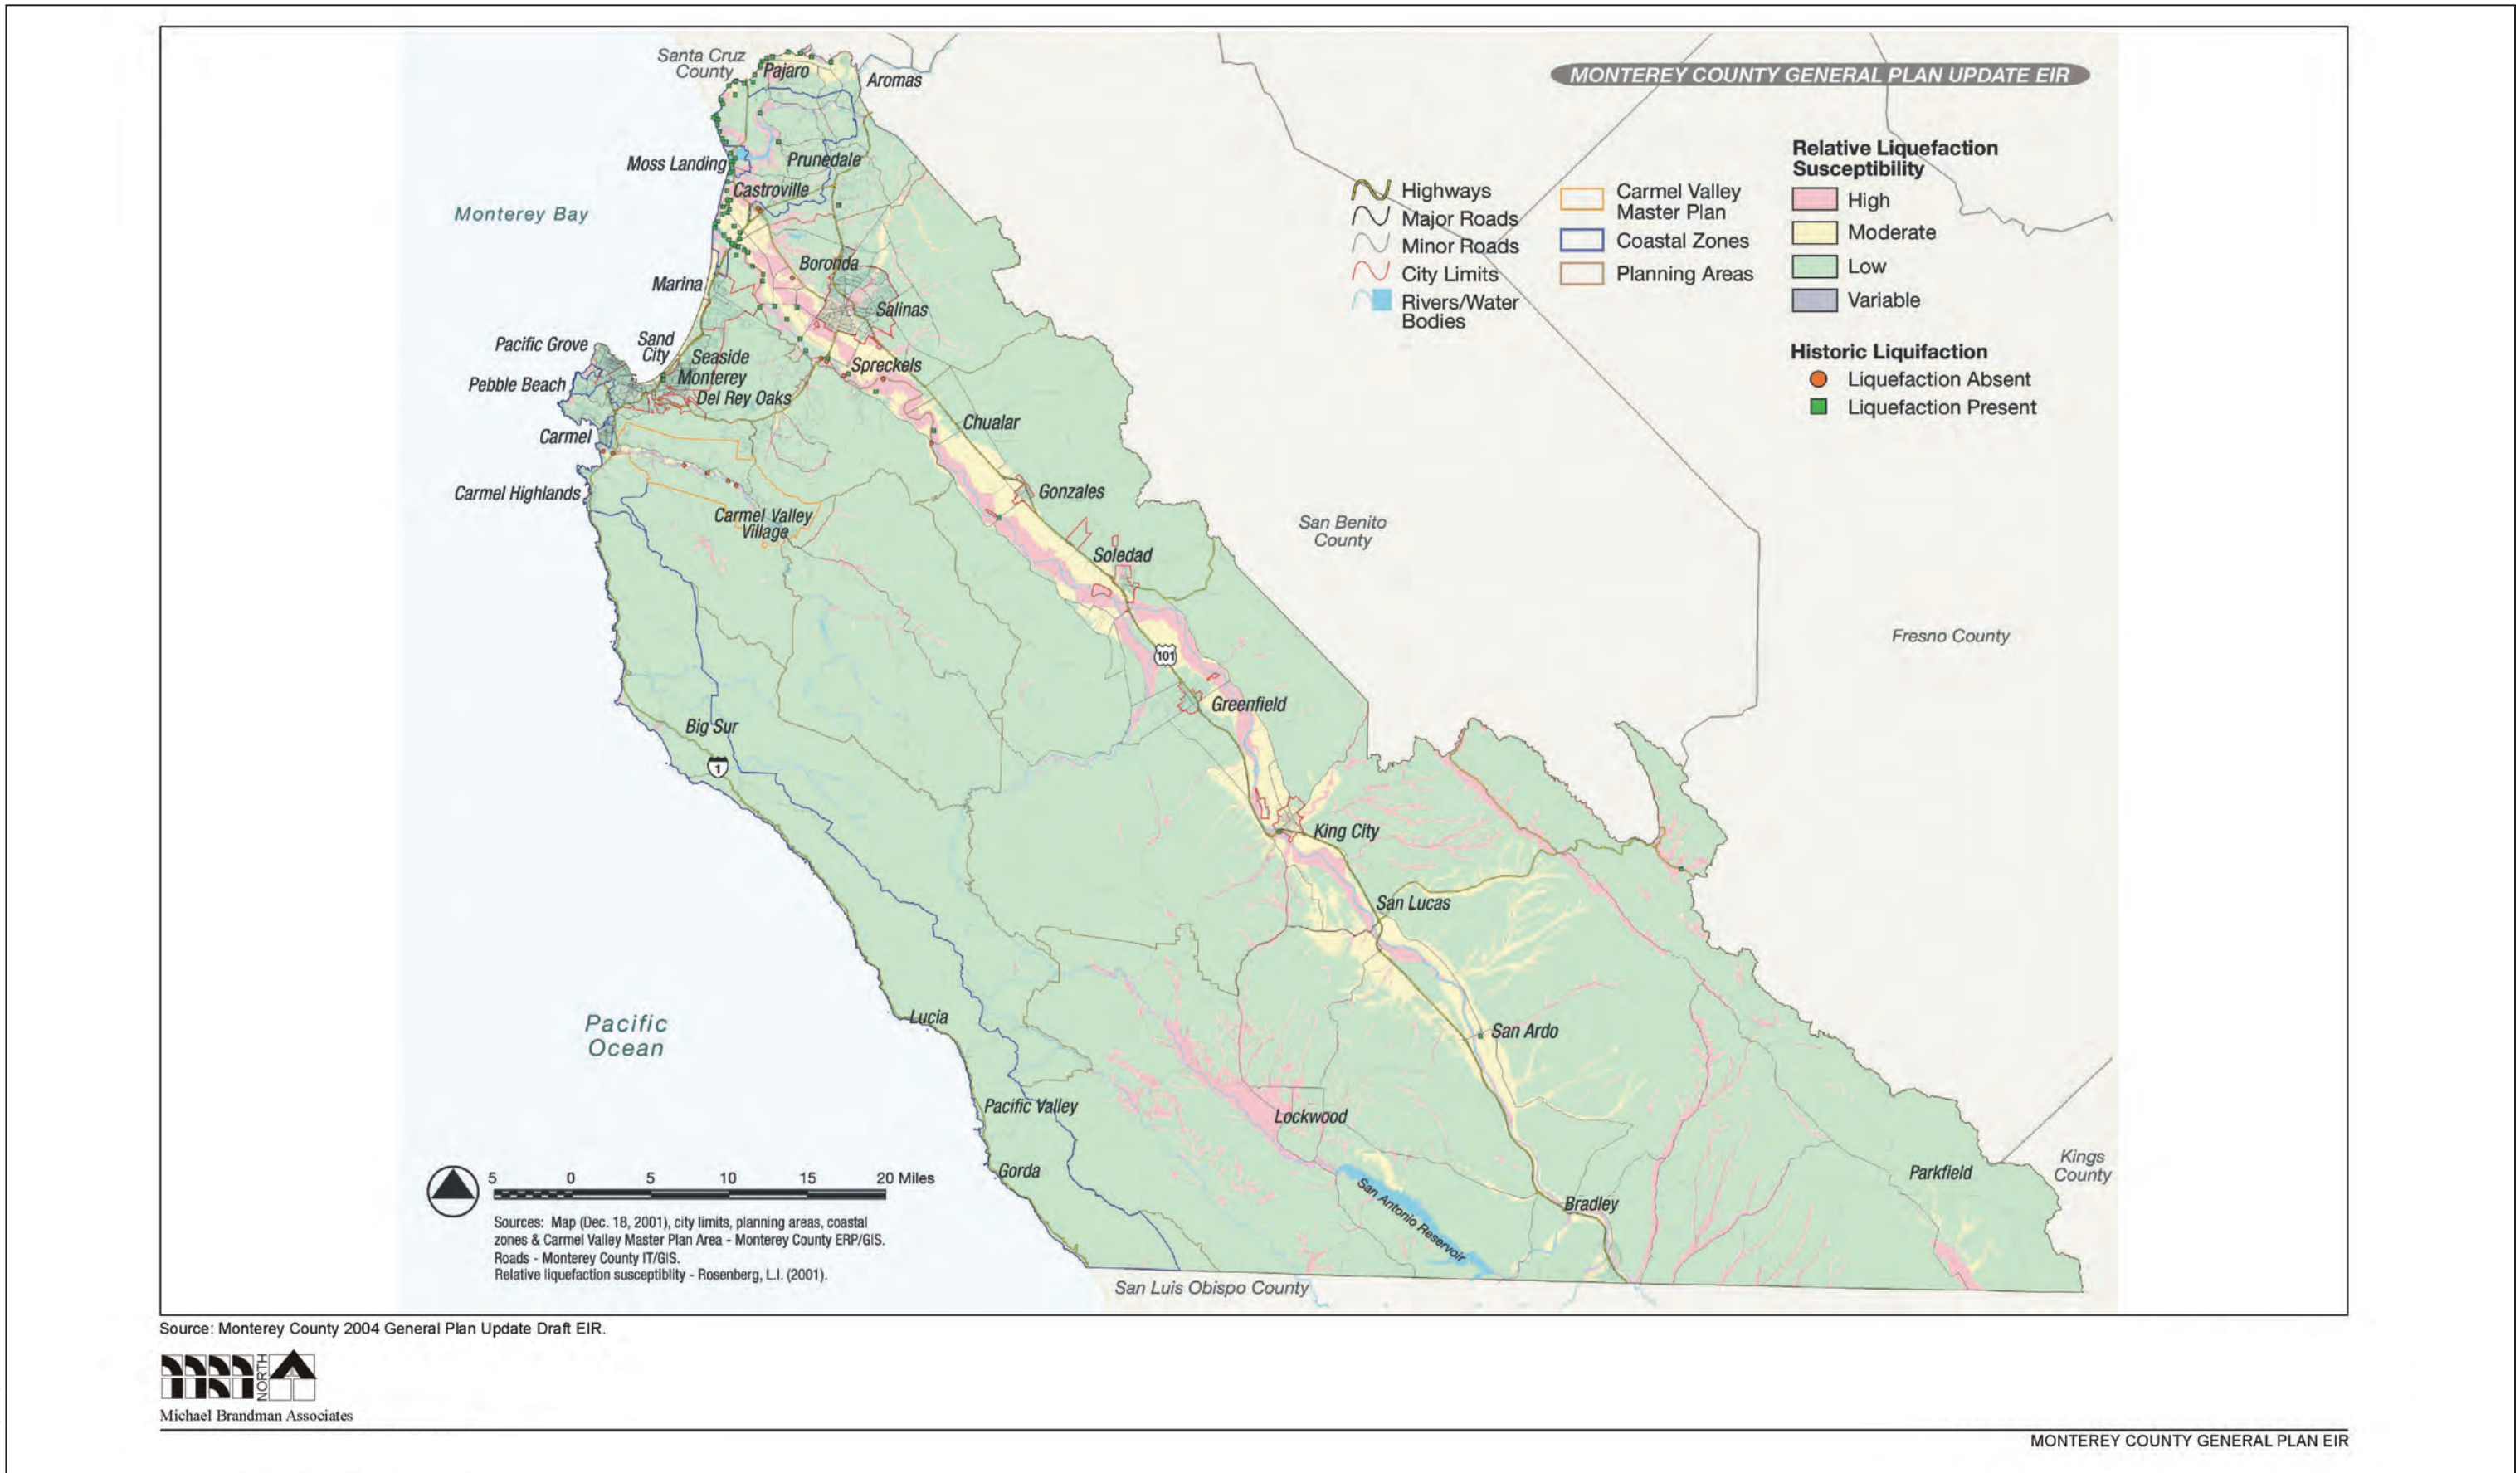 MONTEREY COUNTY GENERAL PLAN UPDATE EIR
Santa Cruz
County
Pajaro
Aromas
Moss Landing
Prunedale
Castroville
Monterey Bay
Boronda
Marina
Salinas
Pacific Grove
Sand
City
Seaside
Spreckels
Pebble Beach
Monterey
Del Rey Oaks
Chualar
Carmel
Carmel Highlands
Gonzales
Carmel Valley
Village
Soledad
San Benito
County
Fresno County
101
Greenfield
Big Sur
1
King City
San Lucas
Pacific
Ocean
Lucia
San Ardo
Pacific Valley
Lockwood
Gorda
San Antonio Reservoir
Bradley
Parkfield
Kings
County
San Luis Obispo County
Highways
Major Roads
Minor Roads
City Limits
Rivers/Water
Bodies
Carmel Valley
Master Plan
Coastal Zones
Planning Areas
Relative Liquefaction
Susceptibility
High
Moderate
Low
Variable
Historic Liquifaction
Liquefaction Absent
Liquefaction Present
5 0 5 10 15 20 Miles
Sources: Map (Dec. 18, 2001), city limits, planning areas, coastal
zones & Carmel Valley Master Plan Area - Monterey County ERP/GIS.
Roads - Monterey County IT/GIS.
Relative liquefaction susceptiblity - Rosenberg, L.I. (2001).
Source: Monterey County 2004 General Plan Update Draft EIR.
NORTH
Michael Brandman Associates
MONTEREY COUNTY GENERAL PLAN EIR